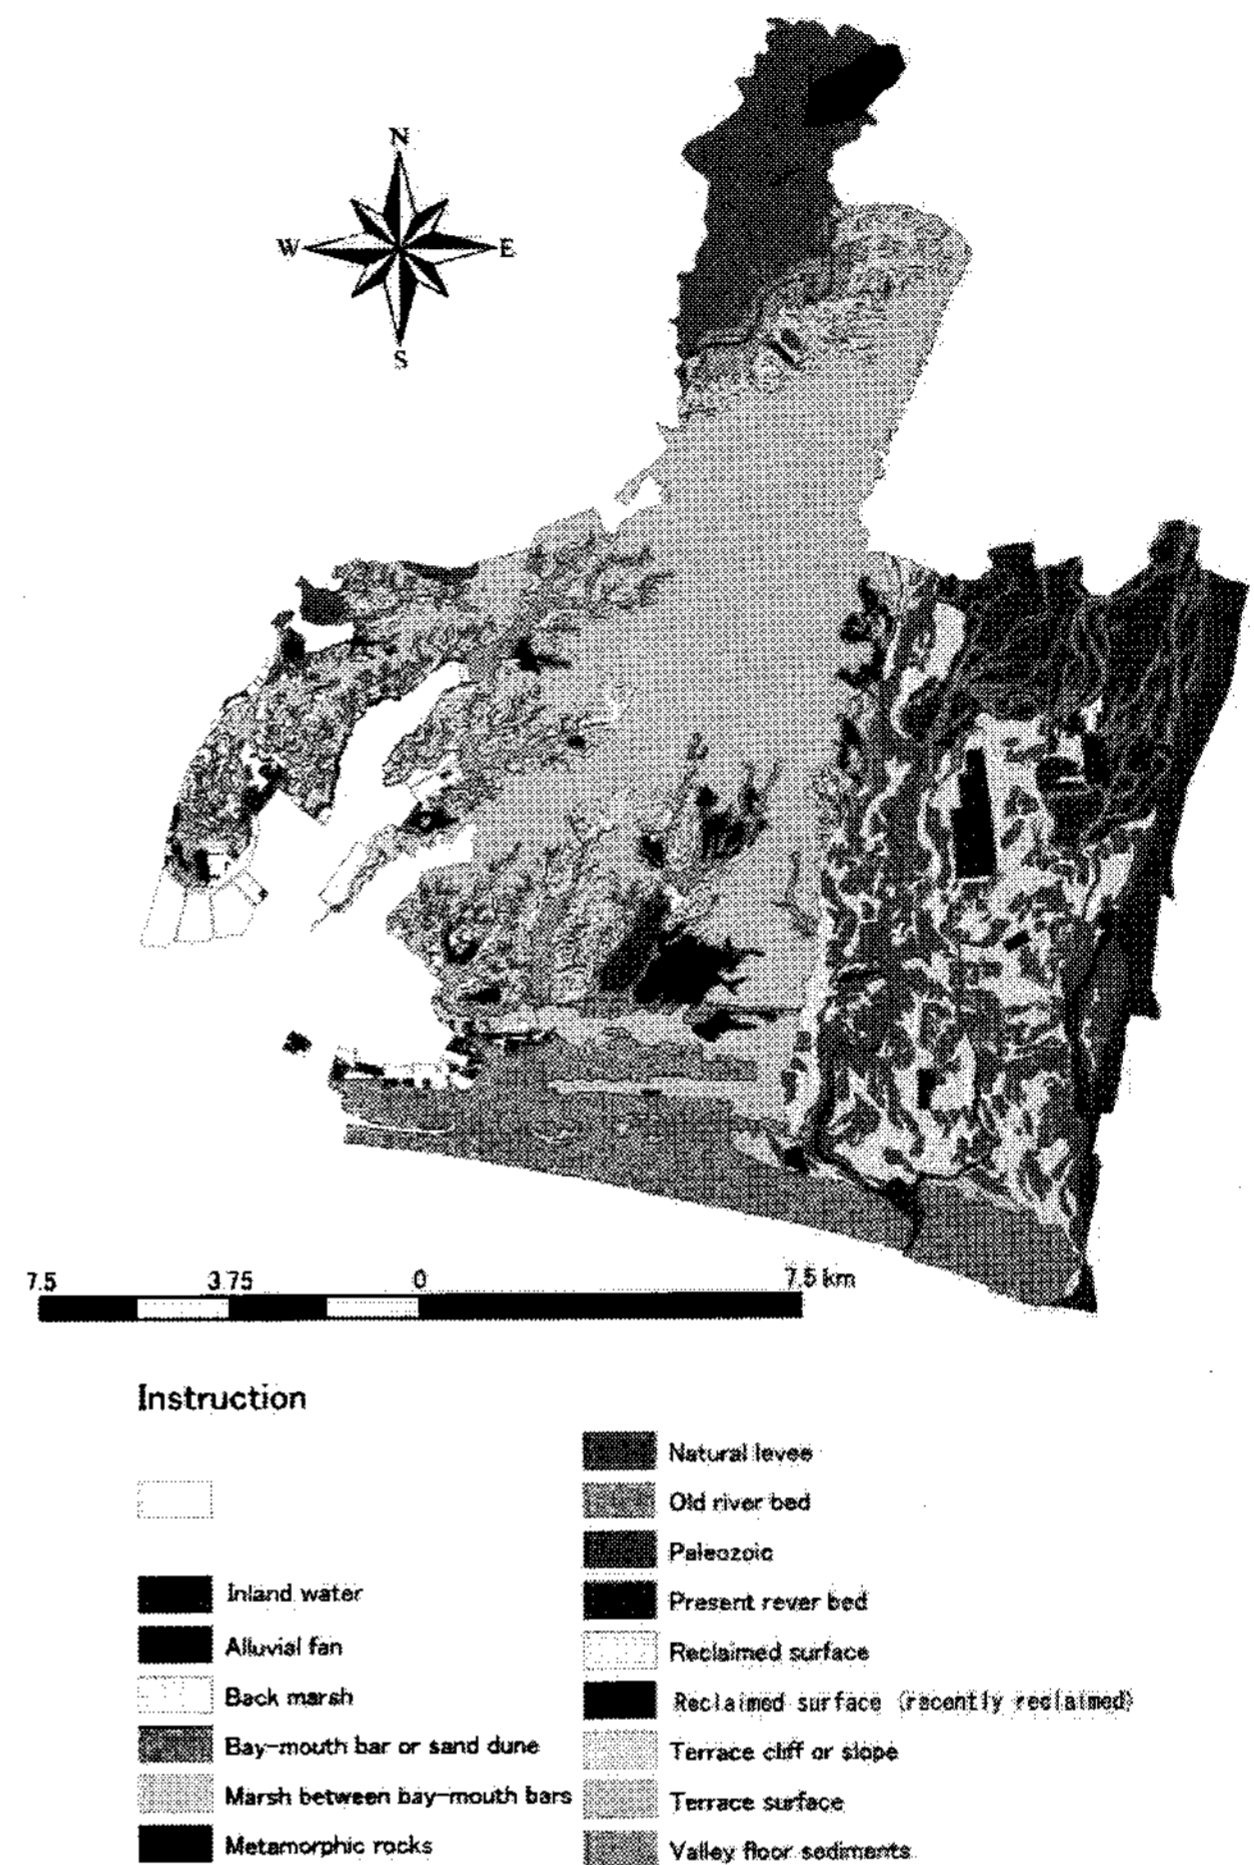 N
W E
S
7.5 3.75 0 7.5 km
Instruction
Inland water
Alluvial fan
Back marsh
Bay-mouth bar or sand dune
Marsh between bay-mouth bars
Metamorphic rocks
Natural levee
Old river bed
Paleozoic
Present rever bed
Reclaimed surface
Reclaimed surface (recently reclaimed)
Terrace cliff or slope
Terrace surface
Valley floor sediments